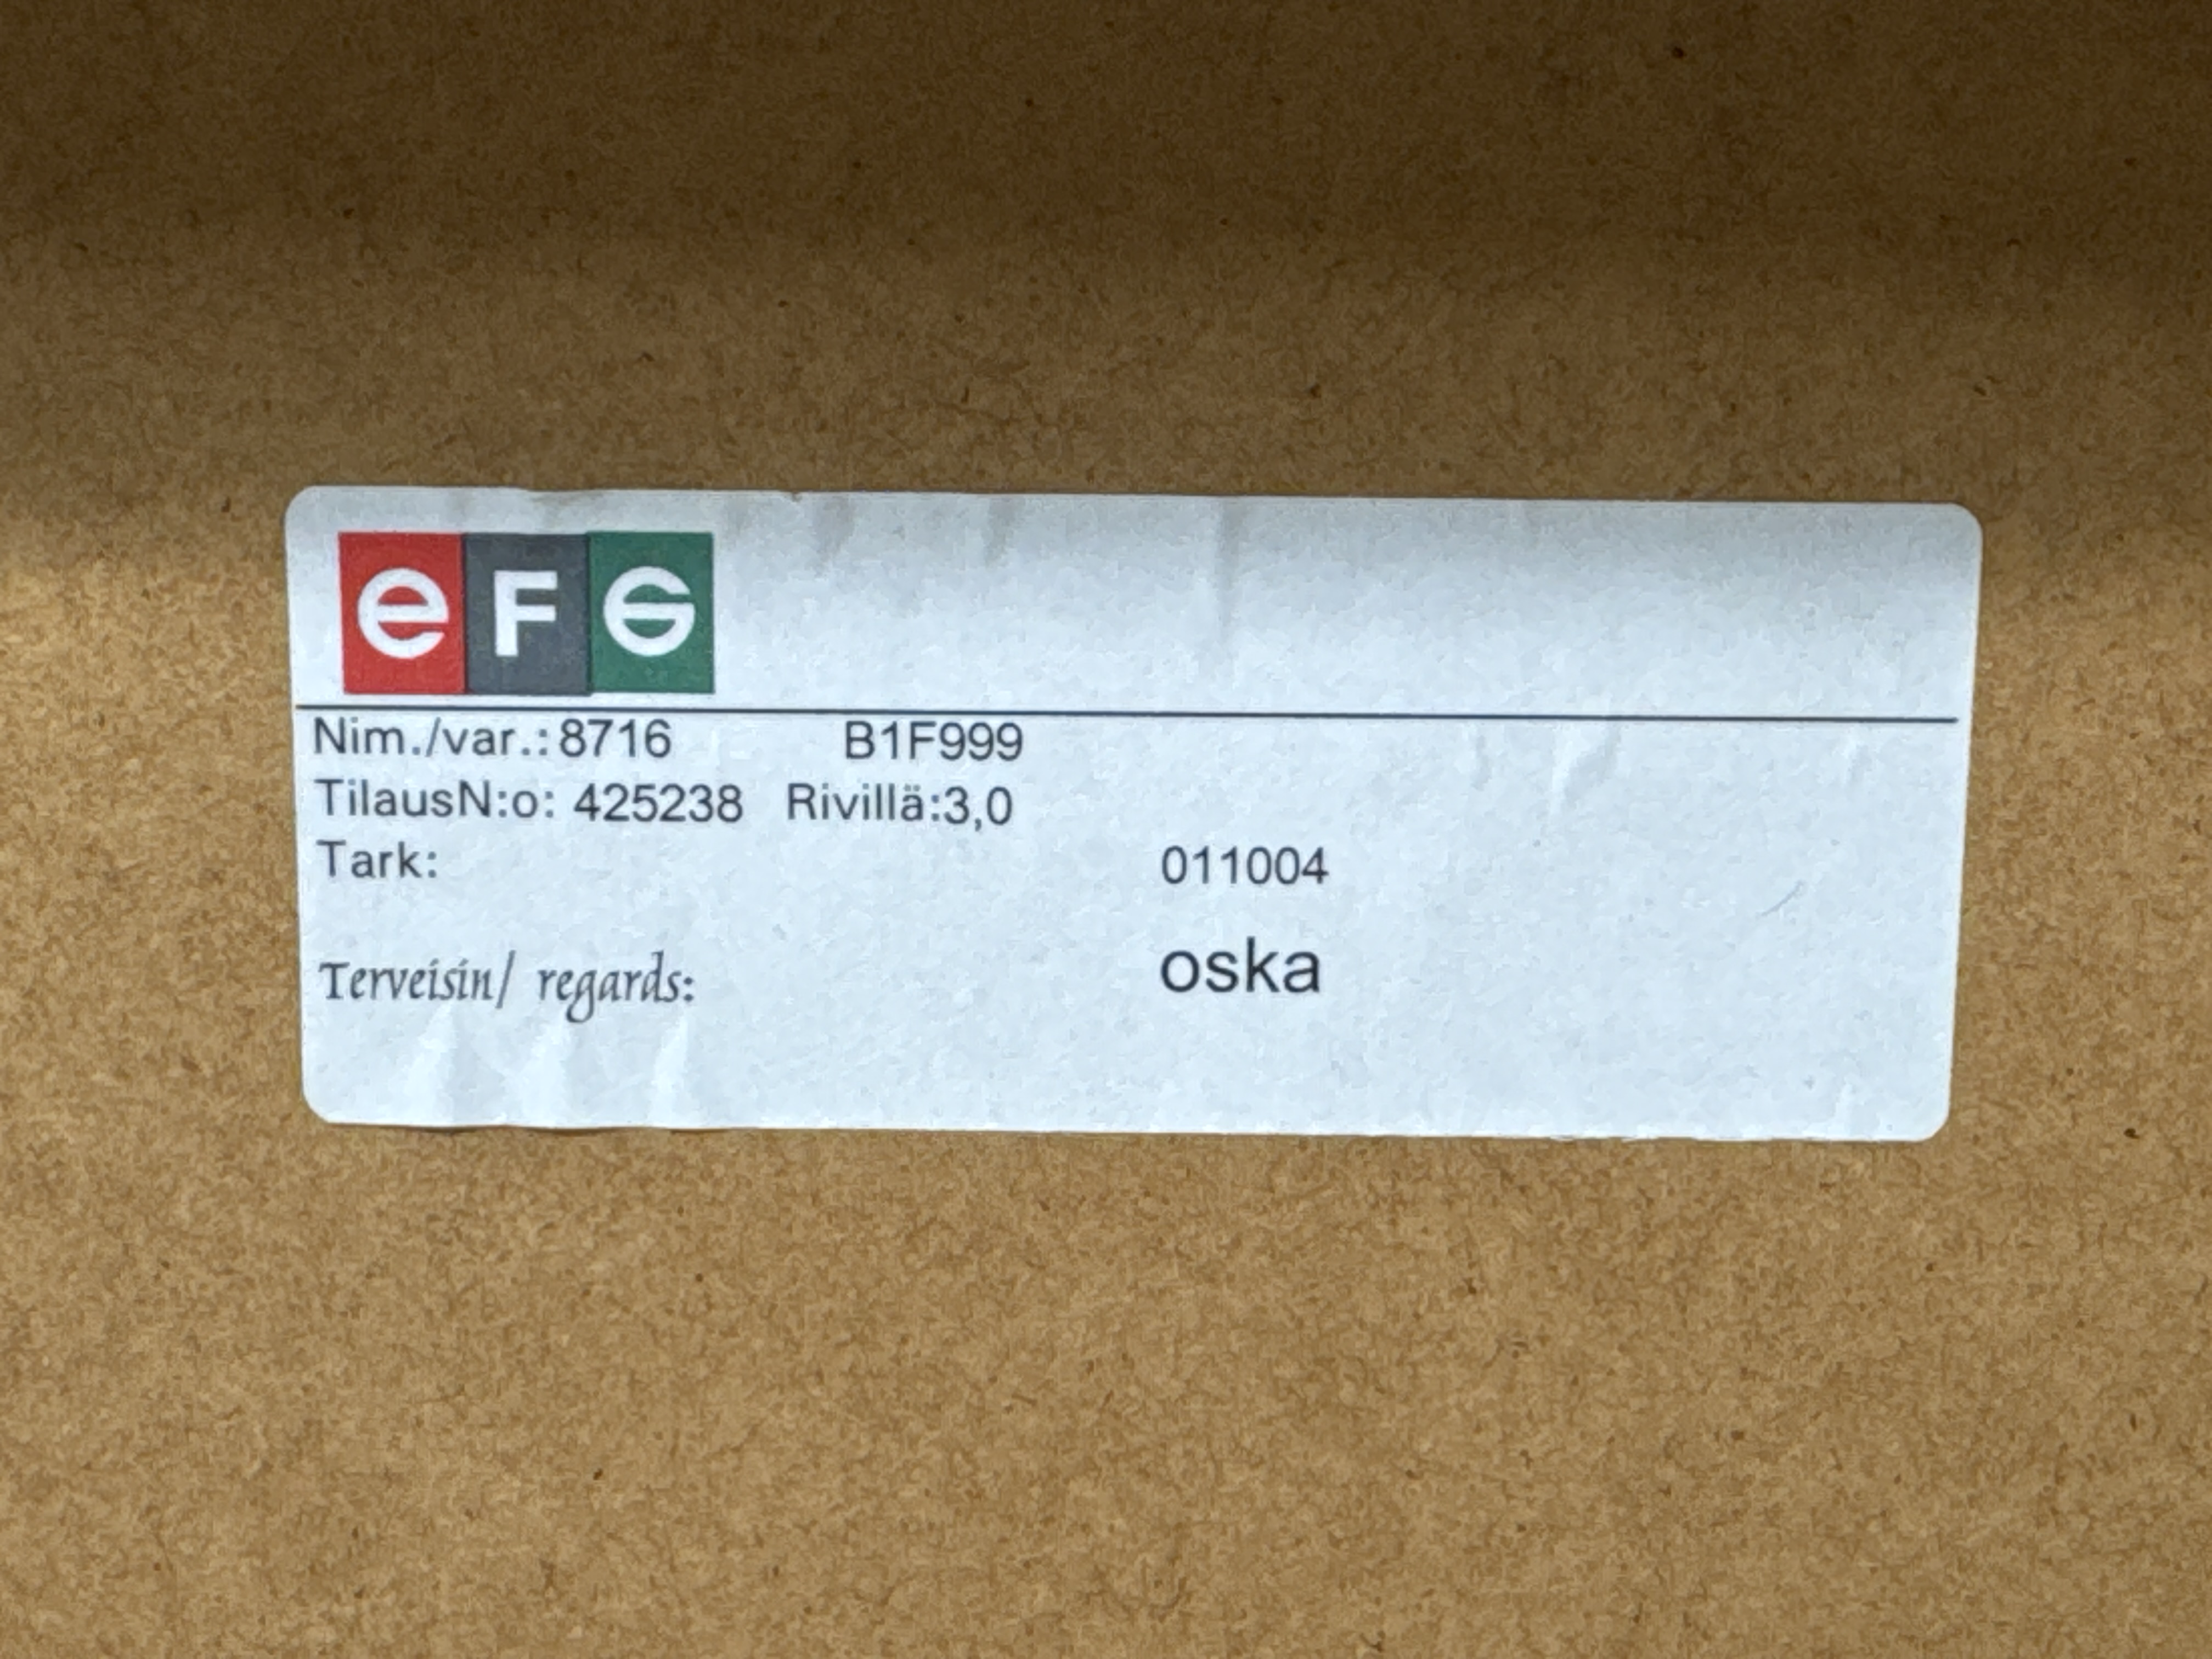 eFG
Nim./var.: 8716 B1F999
TilausN:o: 425238 Rivillä:3,0
Tark: 011004
Terveisin/ regards: oska